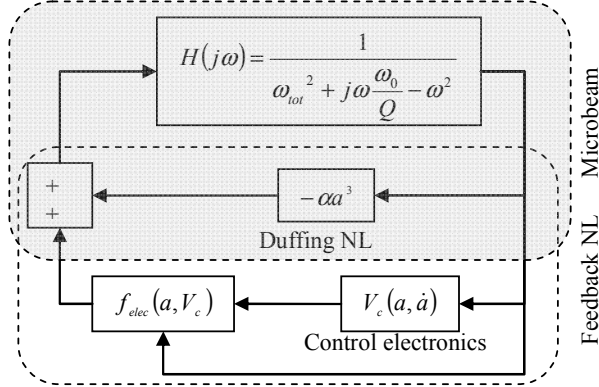 H(jω) = 1 / (ω_tot² + jω ω₀/Q − ω²)
+
+
−αa³
Duffing NL
f_elec(a, V_c)
V_c(a, ȧ)
Control electronics
Microbeam
Feedback NL